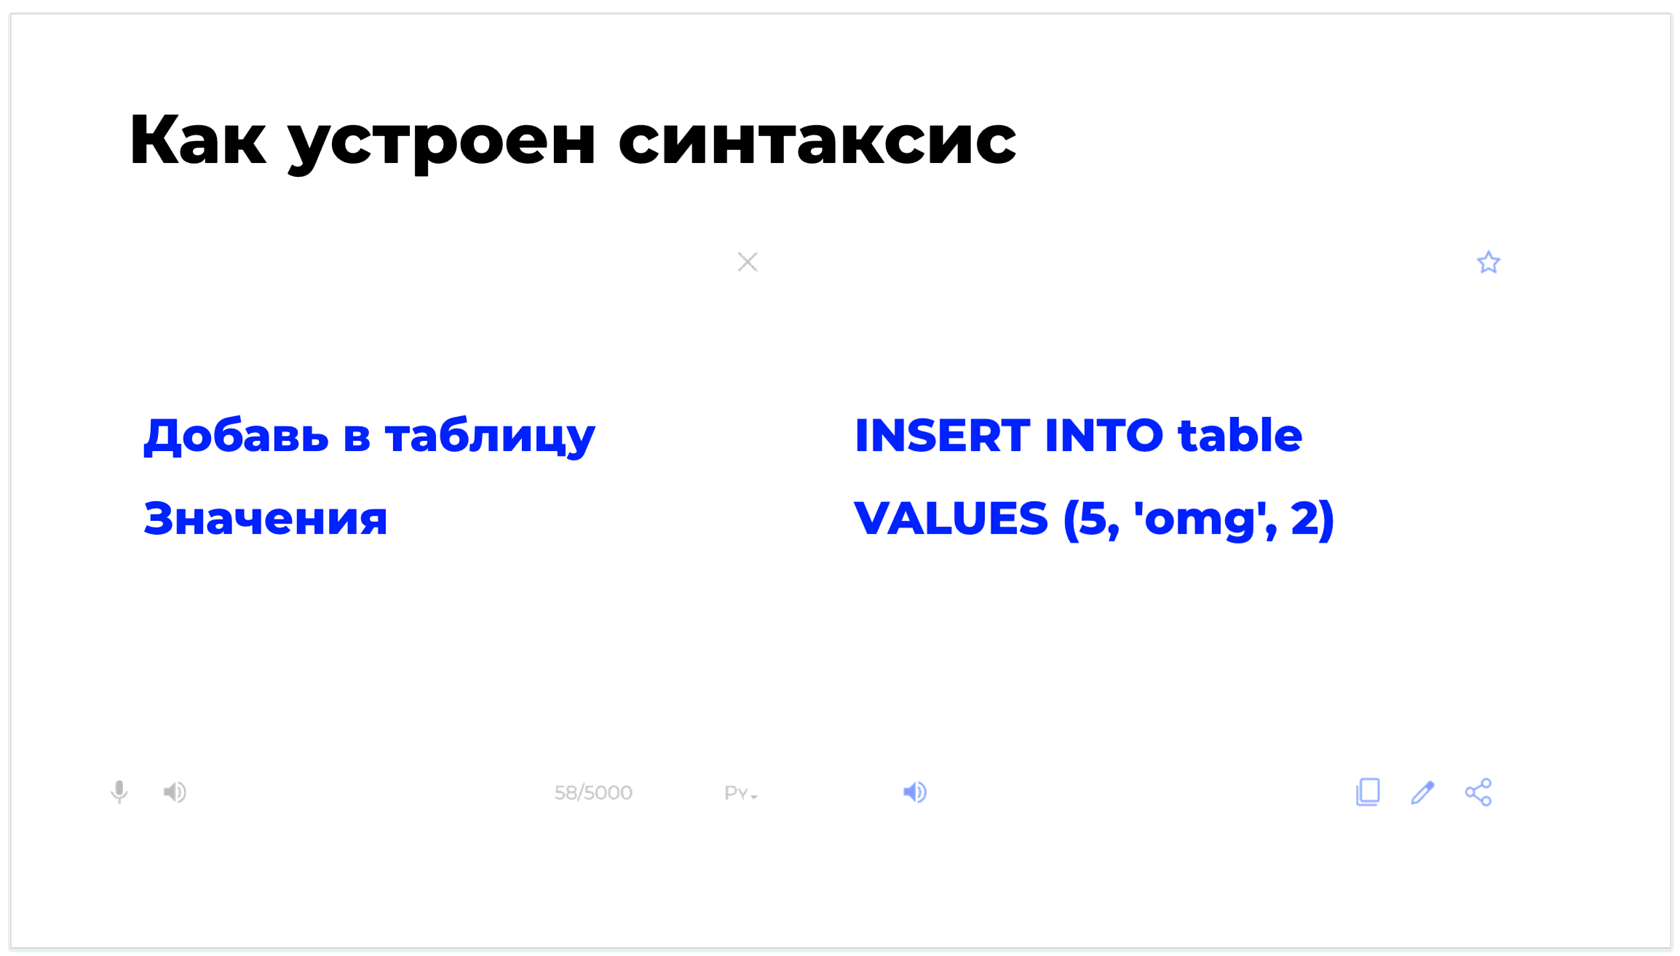 Как устроен синтаксис
Добавь в таблицу
Значения
INSERT INTO table
VALUES (5, 'omg', 2)
58/5000
Ру